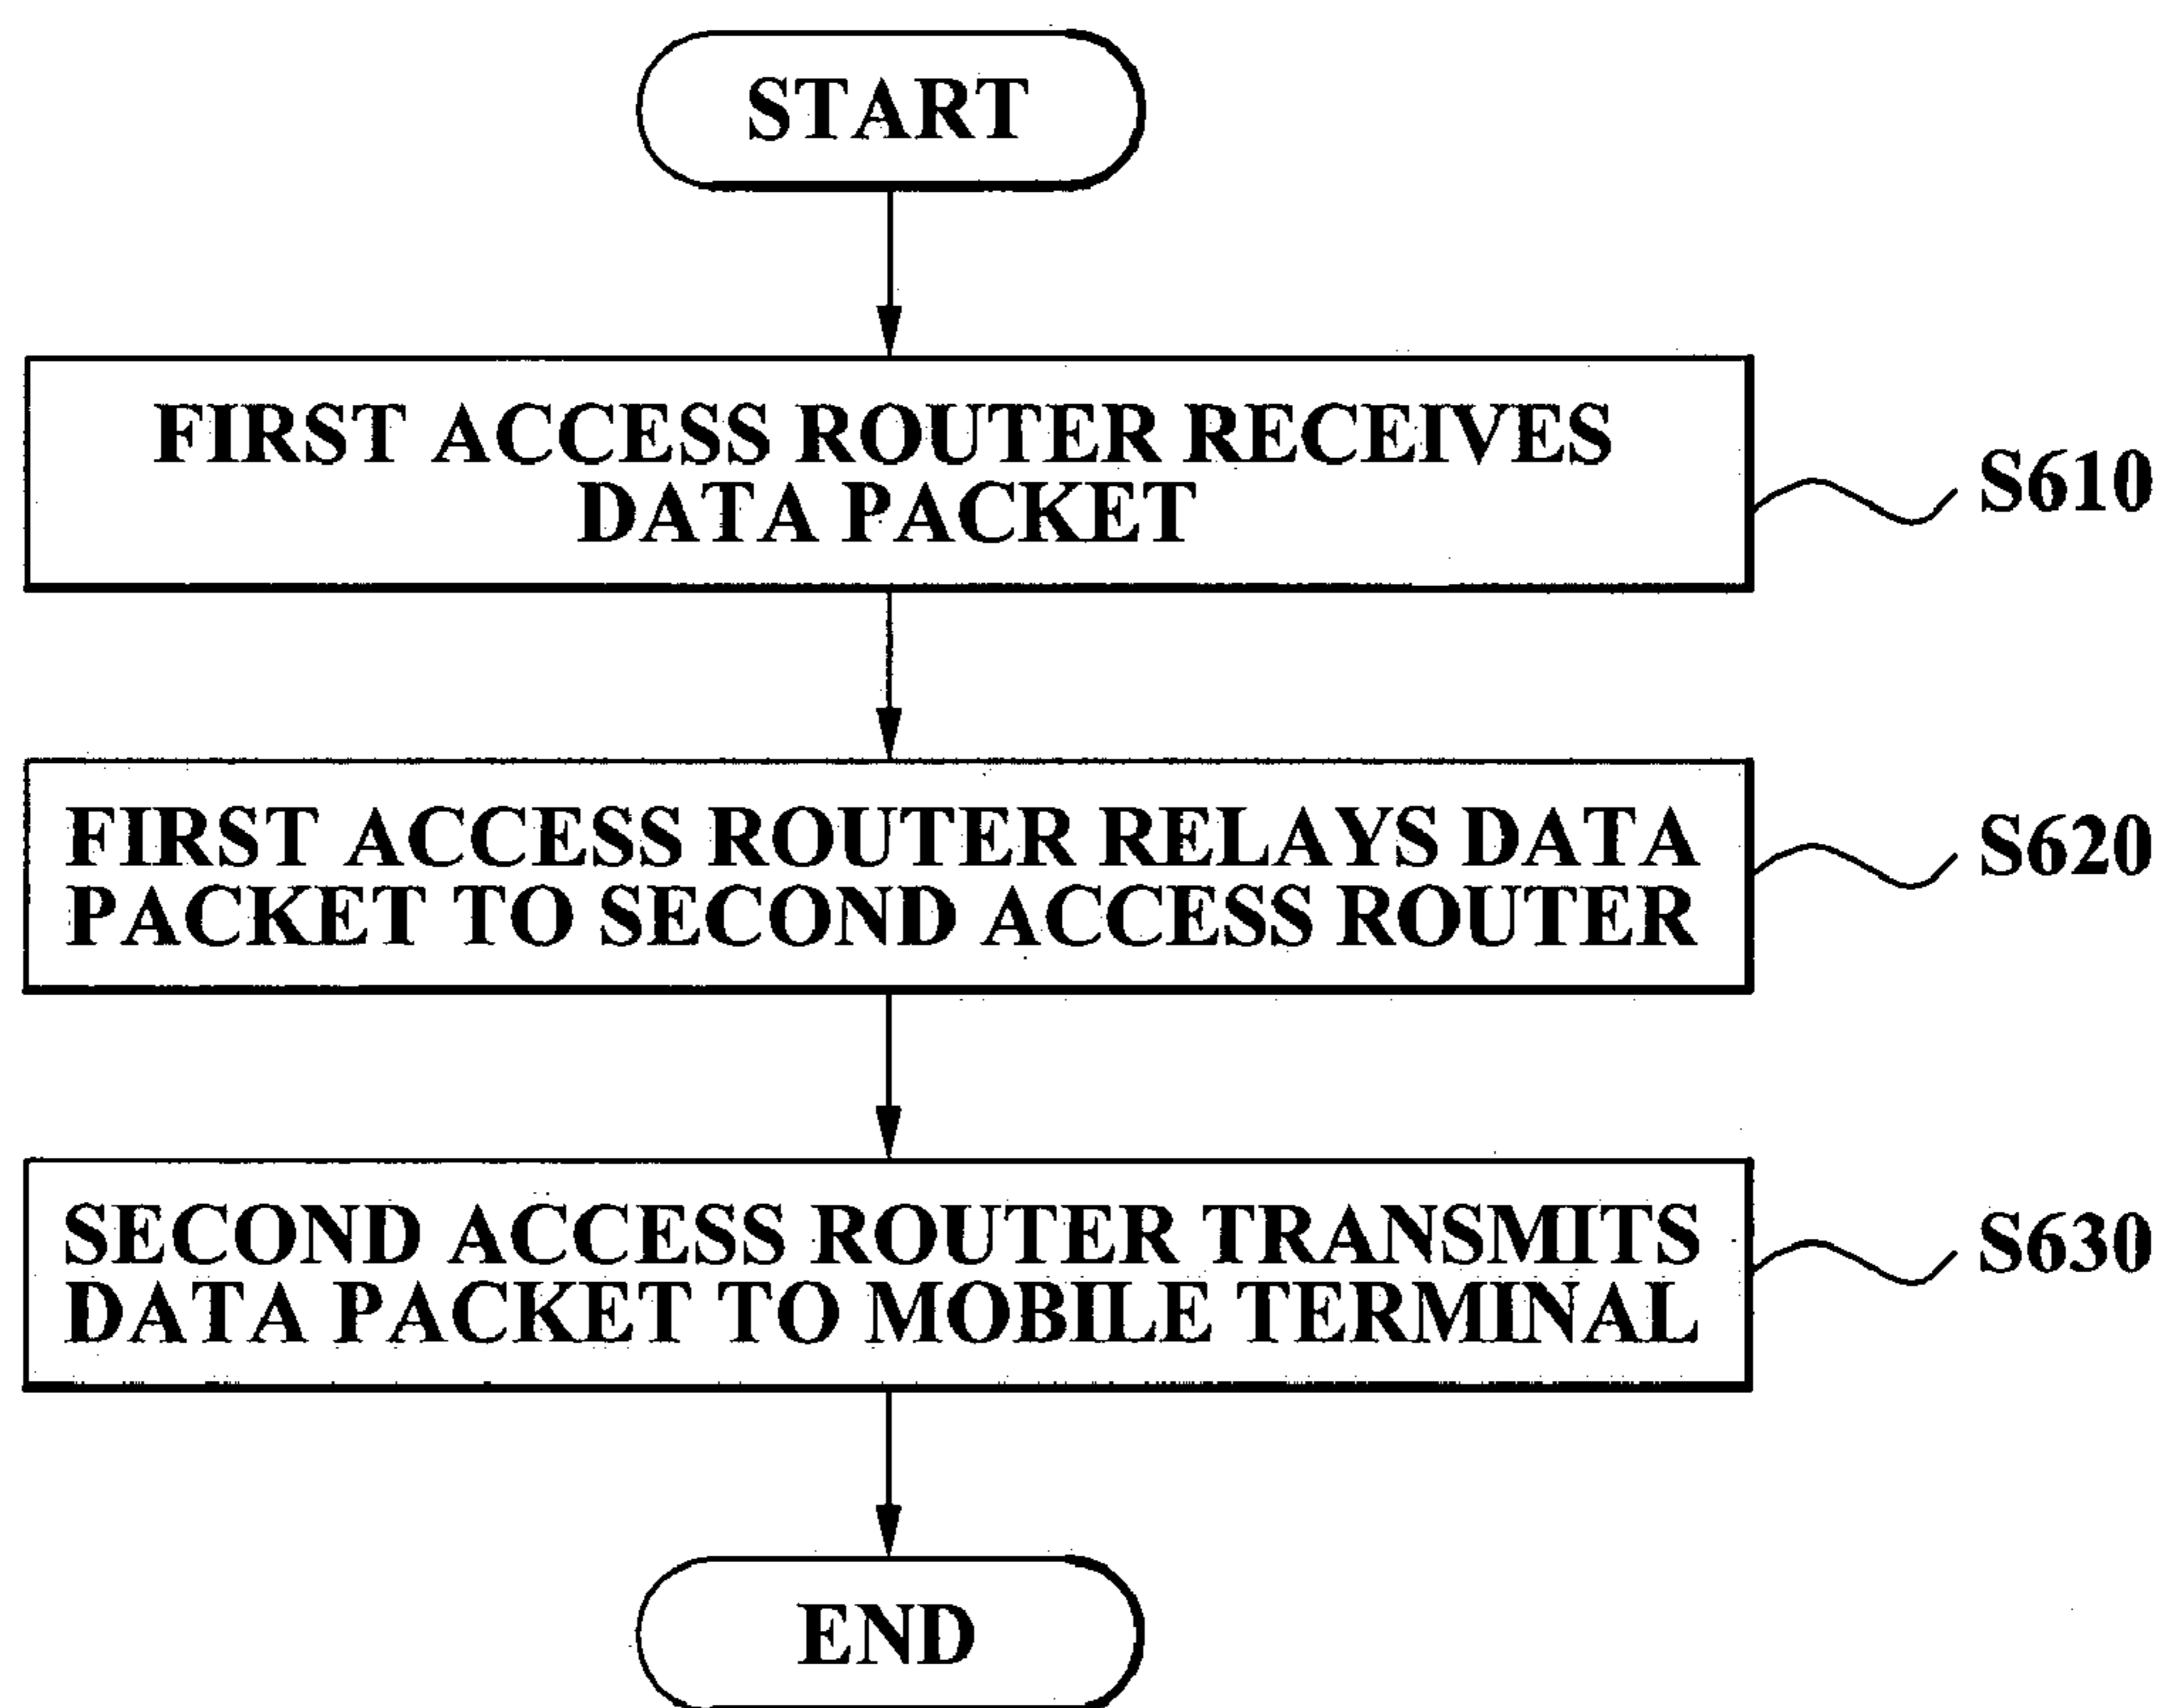 START
FIRST ACCESS ROUTER RECEIVES
DATA PACKET
S610
FIRST ACCESS ROUTER RELAYS DATA
PACKET TO SECOND ACCESS ROUTER
S620
SECOND ACCESS ROUTER TRANSMITS
DATA PACKET TO MOBILE TERMINAL
S630
END